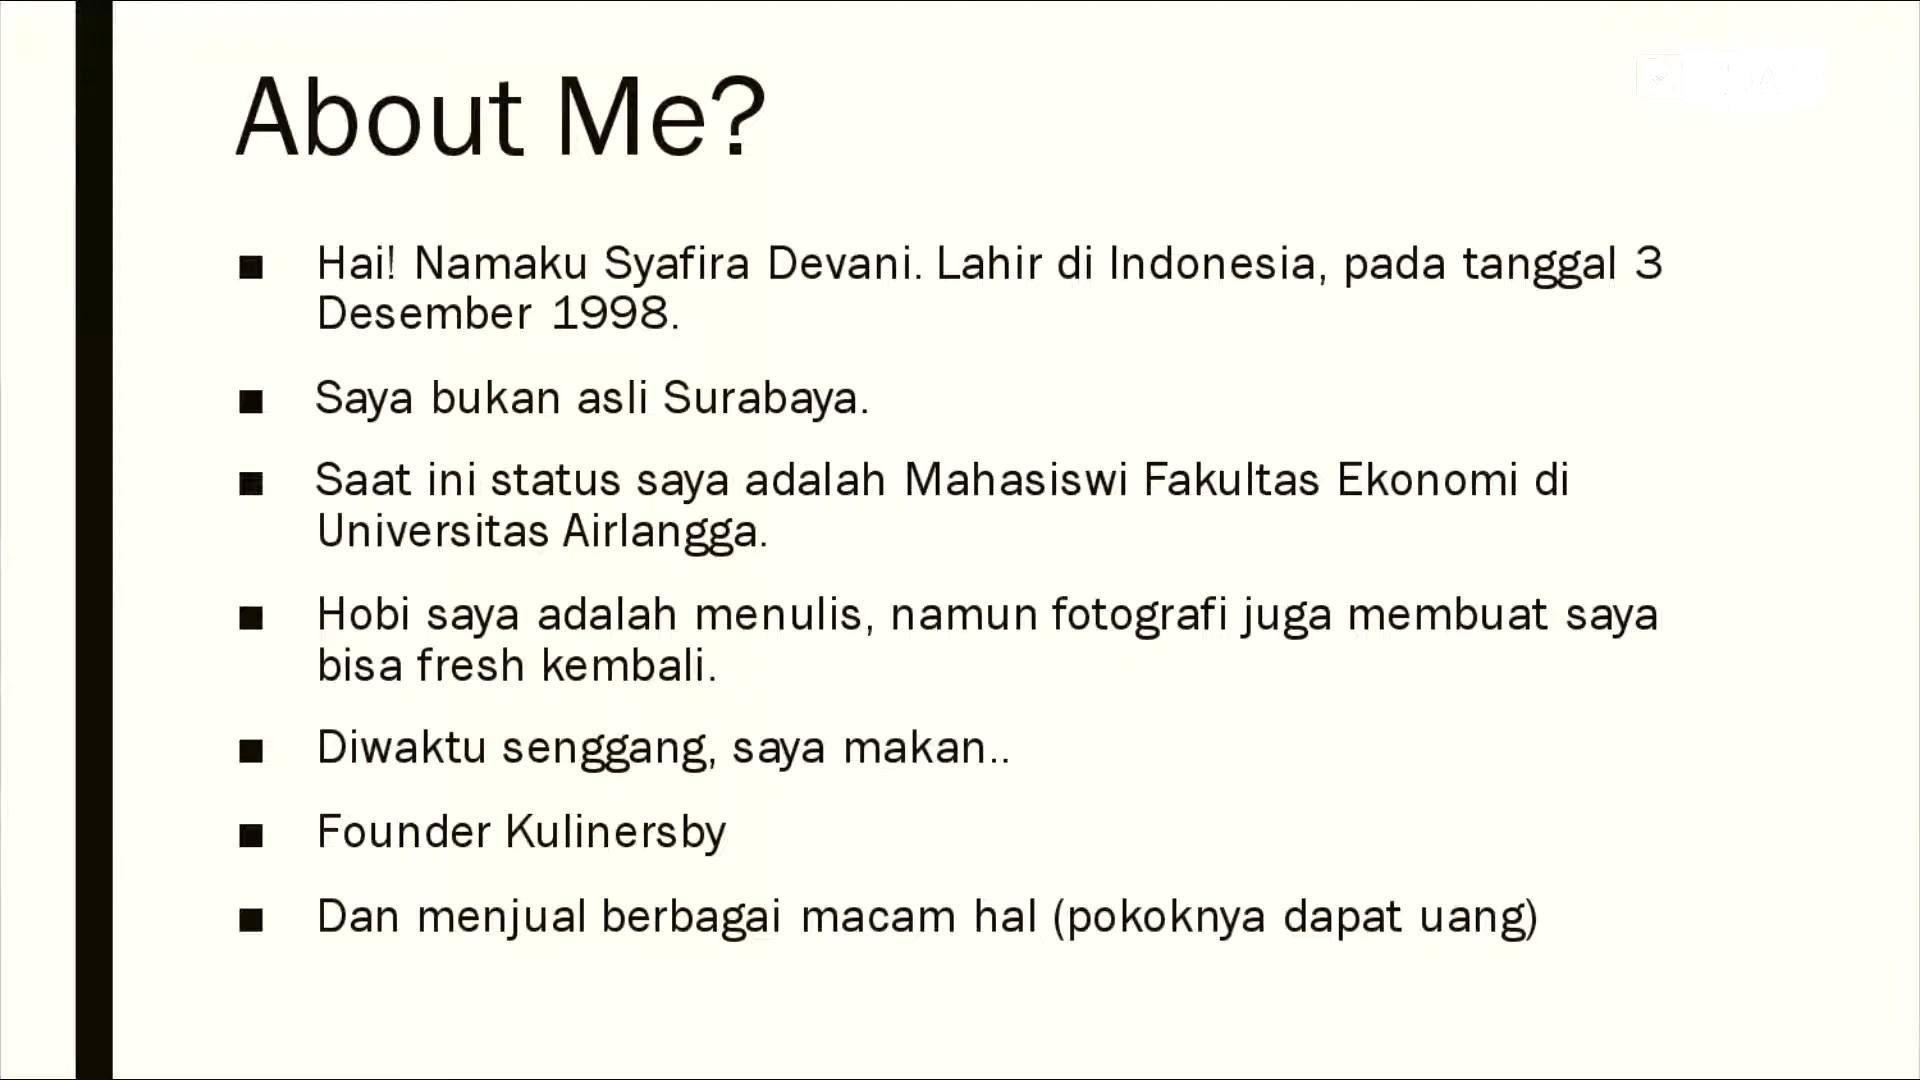 About Me?
■ Hai! Namaku Syafira Devani. Lahir di Indonesia, pada tanggal 3
Desember 1998.
■ Saya bukan asli Surabaya.
■ Saat ini status saya adalah Mahasiswi Fakultas Ekonomi di
Universitas Airlangga.
■ Hobi saya adalah menulis, namun fotografi juga membuat saya
bisa fresh kembali.
■ Diwaktu senggang, saya makan..
■ Founder Kulinersby
■ Dan menjual berbagai macam hal (pokoknya dapat uang)